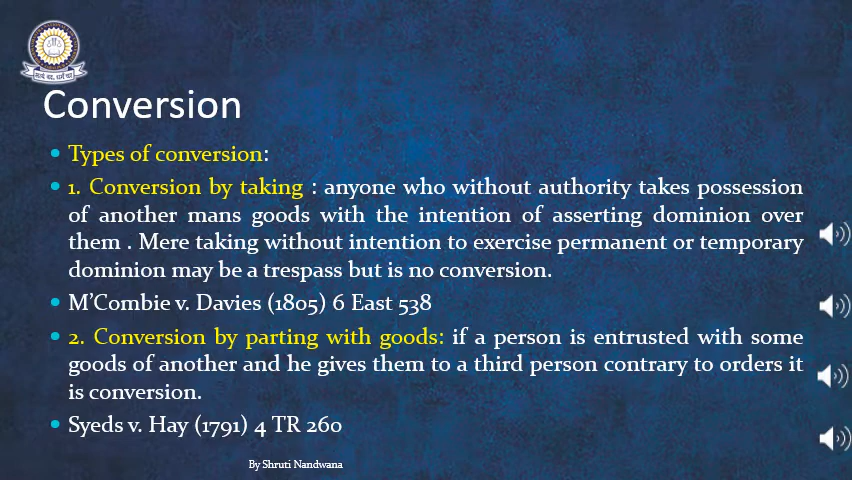 Conversion
• Types of conversion:
• 1. Conversion by taking : anyone who without authority takes possession
of another mans goods with the intention of asserting dominion over
them . Mere taking without intention to exercise permanent or temporary
dominion may be a trespass but is no conversion.
• M’Combie v. Davies (1805) 6 East 538
• 2. Conversion by parting with goods: if a person is entrusted with some
goods of another and he gives them to a third person contrary to orders it
is conversion.
• Syeds v. Hay (1791) 4 TR 260
By Shruti Nandwana